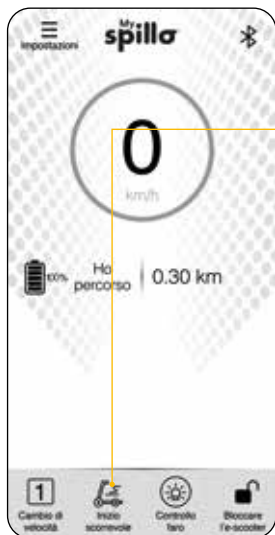 My
spillo
Impostazioni
0
km/h
100%
Ho
percorso
0.30 km
1
Cambio di
velocità
Inizio
scorrevole
Controllo
faro
Bloccare
l'e-scooter